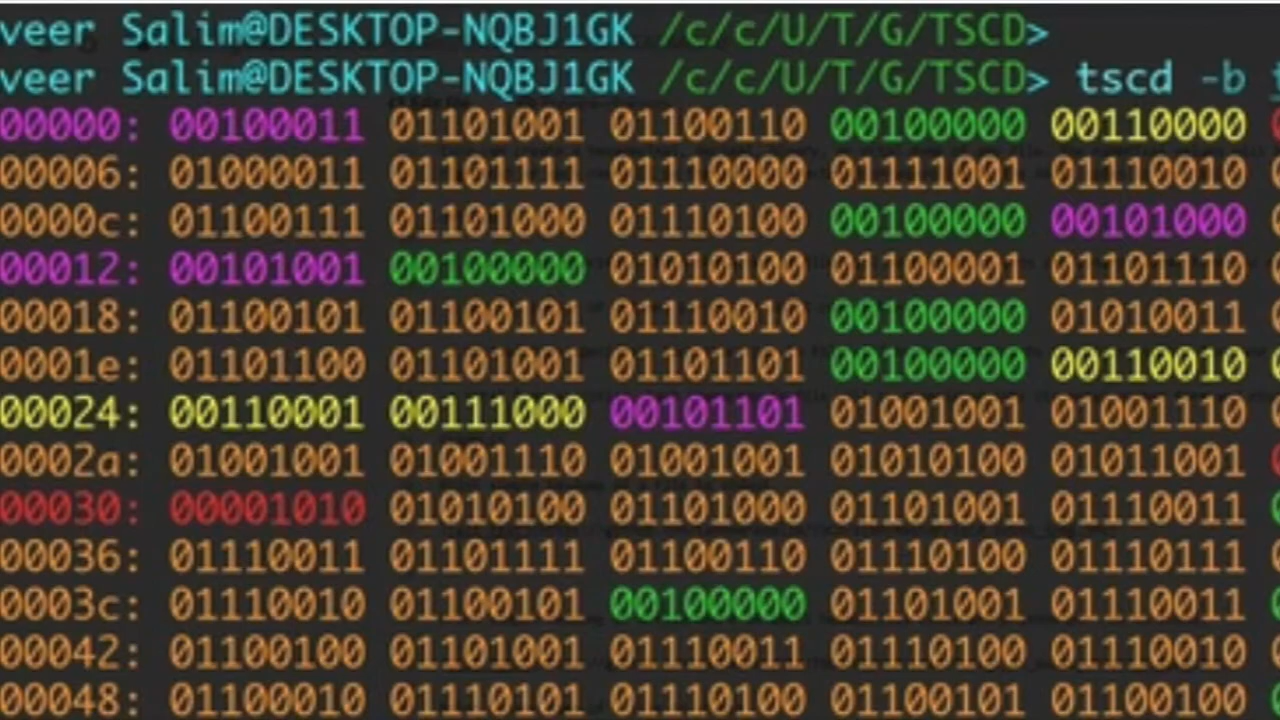 veer Salim@DESKTOP-NQBJ1GK /c/c/U/T/G/TSCD>
veer Salim@DESKTOP-NQBJ1GK /c/c/U/T/G/TSCD> tscd -b
00000: 00100011 01101001 01100110 00100000 00110000
00006: 01000011 01101111 01110000 01111001 01110010
0000c: 01100111 01101000 01110100 00100000 00101000
00012: 00101001 00100000 01010100 01100001 01101110
00018: 01100101 01100101 01110010 00100000 01010011
0001e: 01101100 01101001 01101101 00100000 00110010
00024: 00110001 00111000 00101101 01001001 01001110
0002a: 01001001 01001110 01001001 01010100 01011001
00030: 00001010 01010100 01101000 01101001 01110011
00036: 01110011 01101111 01100110 01110100 01110111
0003c: 01110010 01100101 00100000 01101001 01110011
00042: 01100100 01101001 01110011 01110100 01110010
00048: 01100010 01110101 01110100 01100101 01100100